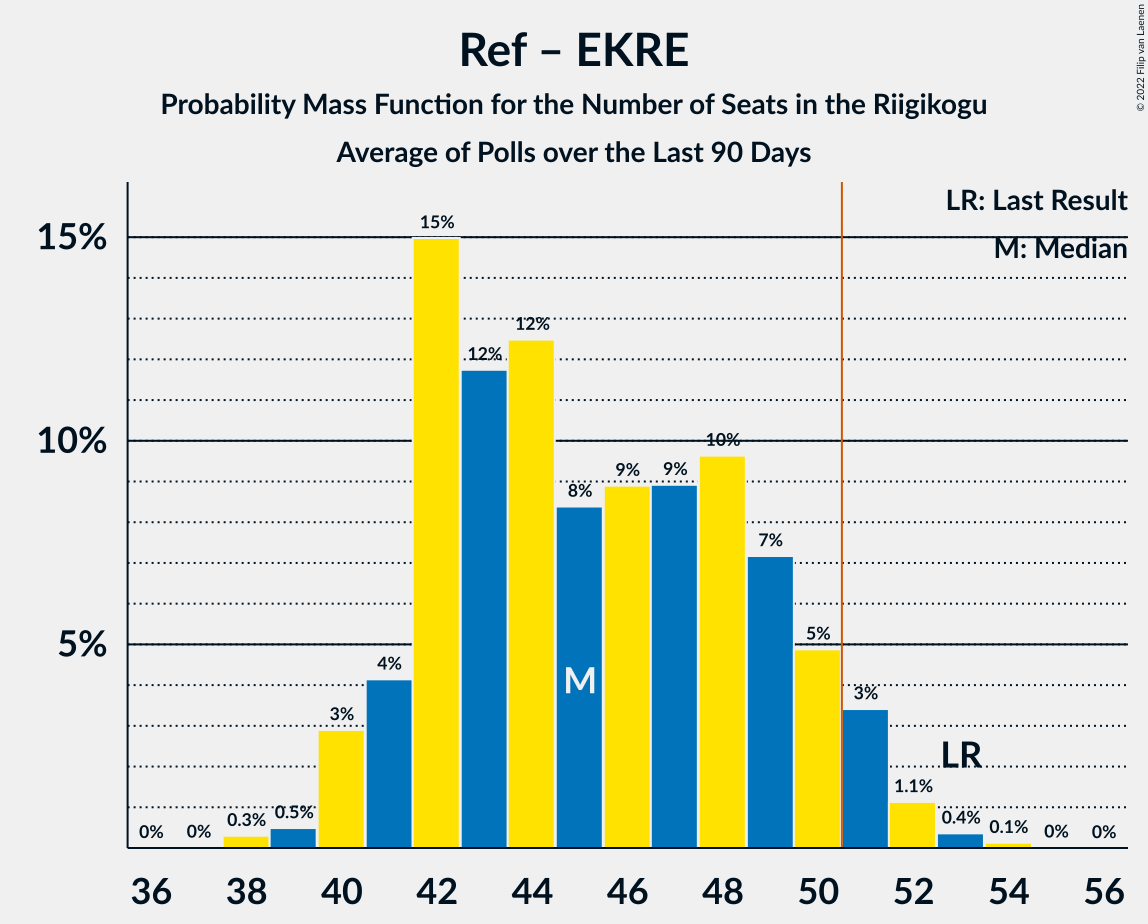 Ref – EKRE
Probability Mass Function for the Number of Seats in the Riigikogu
Average of Polls over the Last 90 Days
© 2022 Filip van Laenen
LR: Last Result
M: Median
15%
10%
5%
0%
0%
0.3%
0.5%
3%
4%
15%
12%
12%
8%
9%
9%
10%
7%
5%
3%
1.1%
0.4%
0.1%
0%
0%
M
LR
36 38 40 42 44 46 48 50 52 54 56